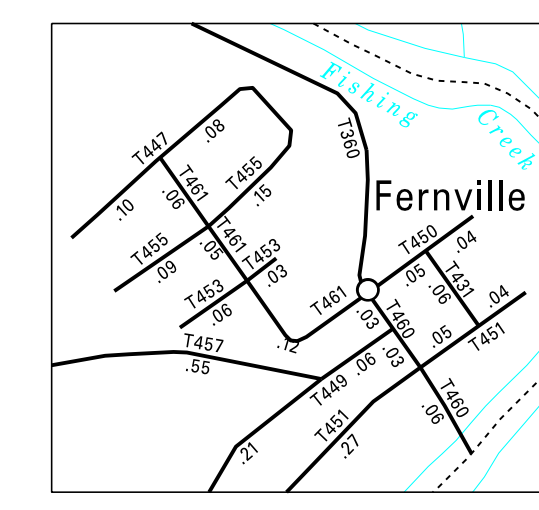 Fishing Creek
T360
Fernville
T447
.08
.10
T461
.06
T455
.15
T461
.05
T455
.09
T453
.03
T453
.06
T461
.12
T450
.04
.05
T431
.06
.04
T451
.05
T460
.03
.03
.06
T449
.21
T457
.55
T451
.27
T460
.06